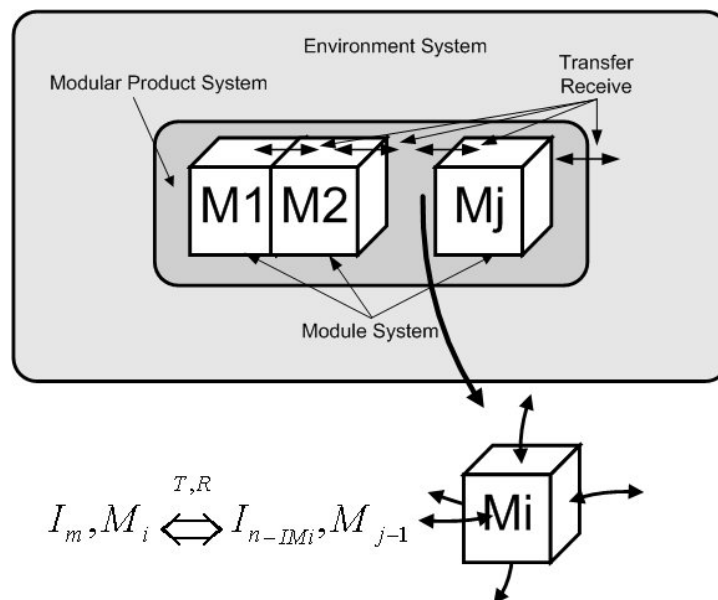 Environment System
Modular Product System
Transfer
Receive
M1
M2
Mj
Module System
Mi
T,R
I_m, M_i ⇔ I_{n-IMi}, M_{j-1}